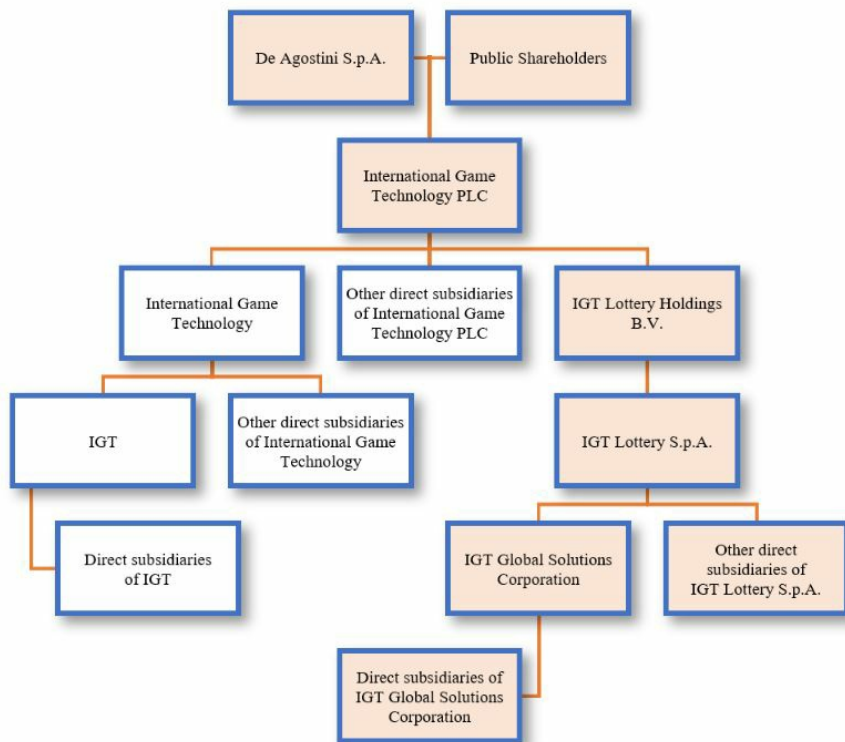 De Agostini S.p.A.
Public Shareholders
International Game
Technology PLC
International Game
Technology
Other direct subsidiaries
of International Game
Technology PLC
IGT Lottery Holdings
B.V.
IGT
Other direct subsidiaries
of International Game
Technology
IGT Lottery S.p.A.
Direct subsidiaries
of IGT
IGT Global Solutions
Corporation
Other direct
subsidiaries of
IGT Lottery S.p.A.
Direct subsidiaries of
IGT Global Solutions
Corporation